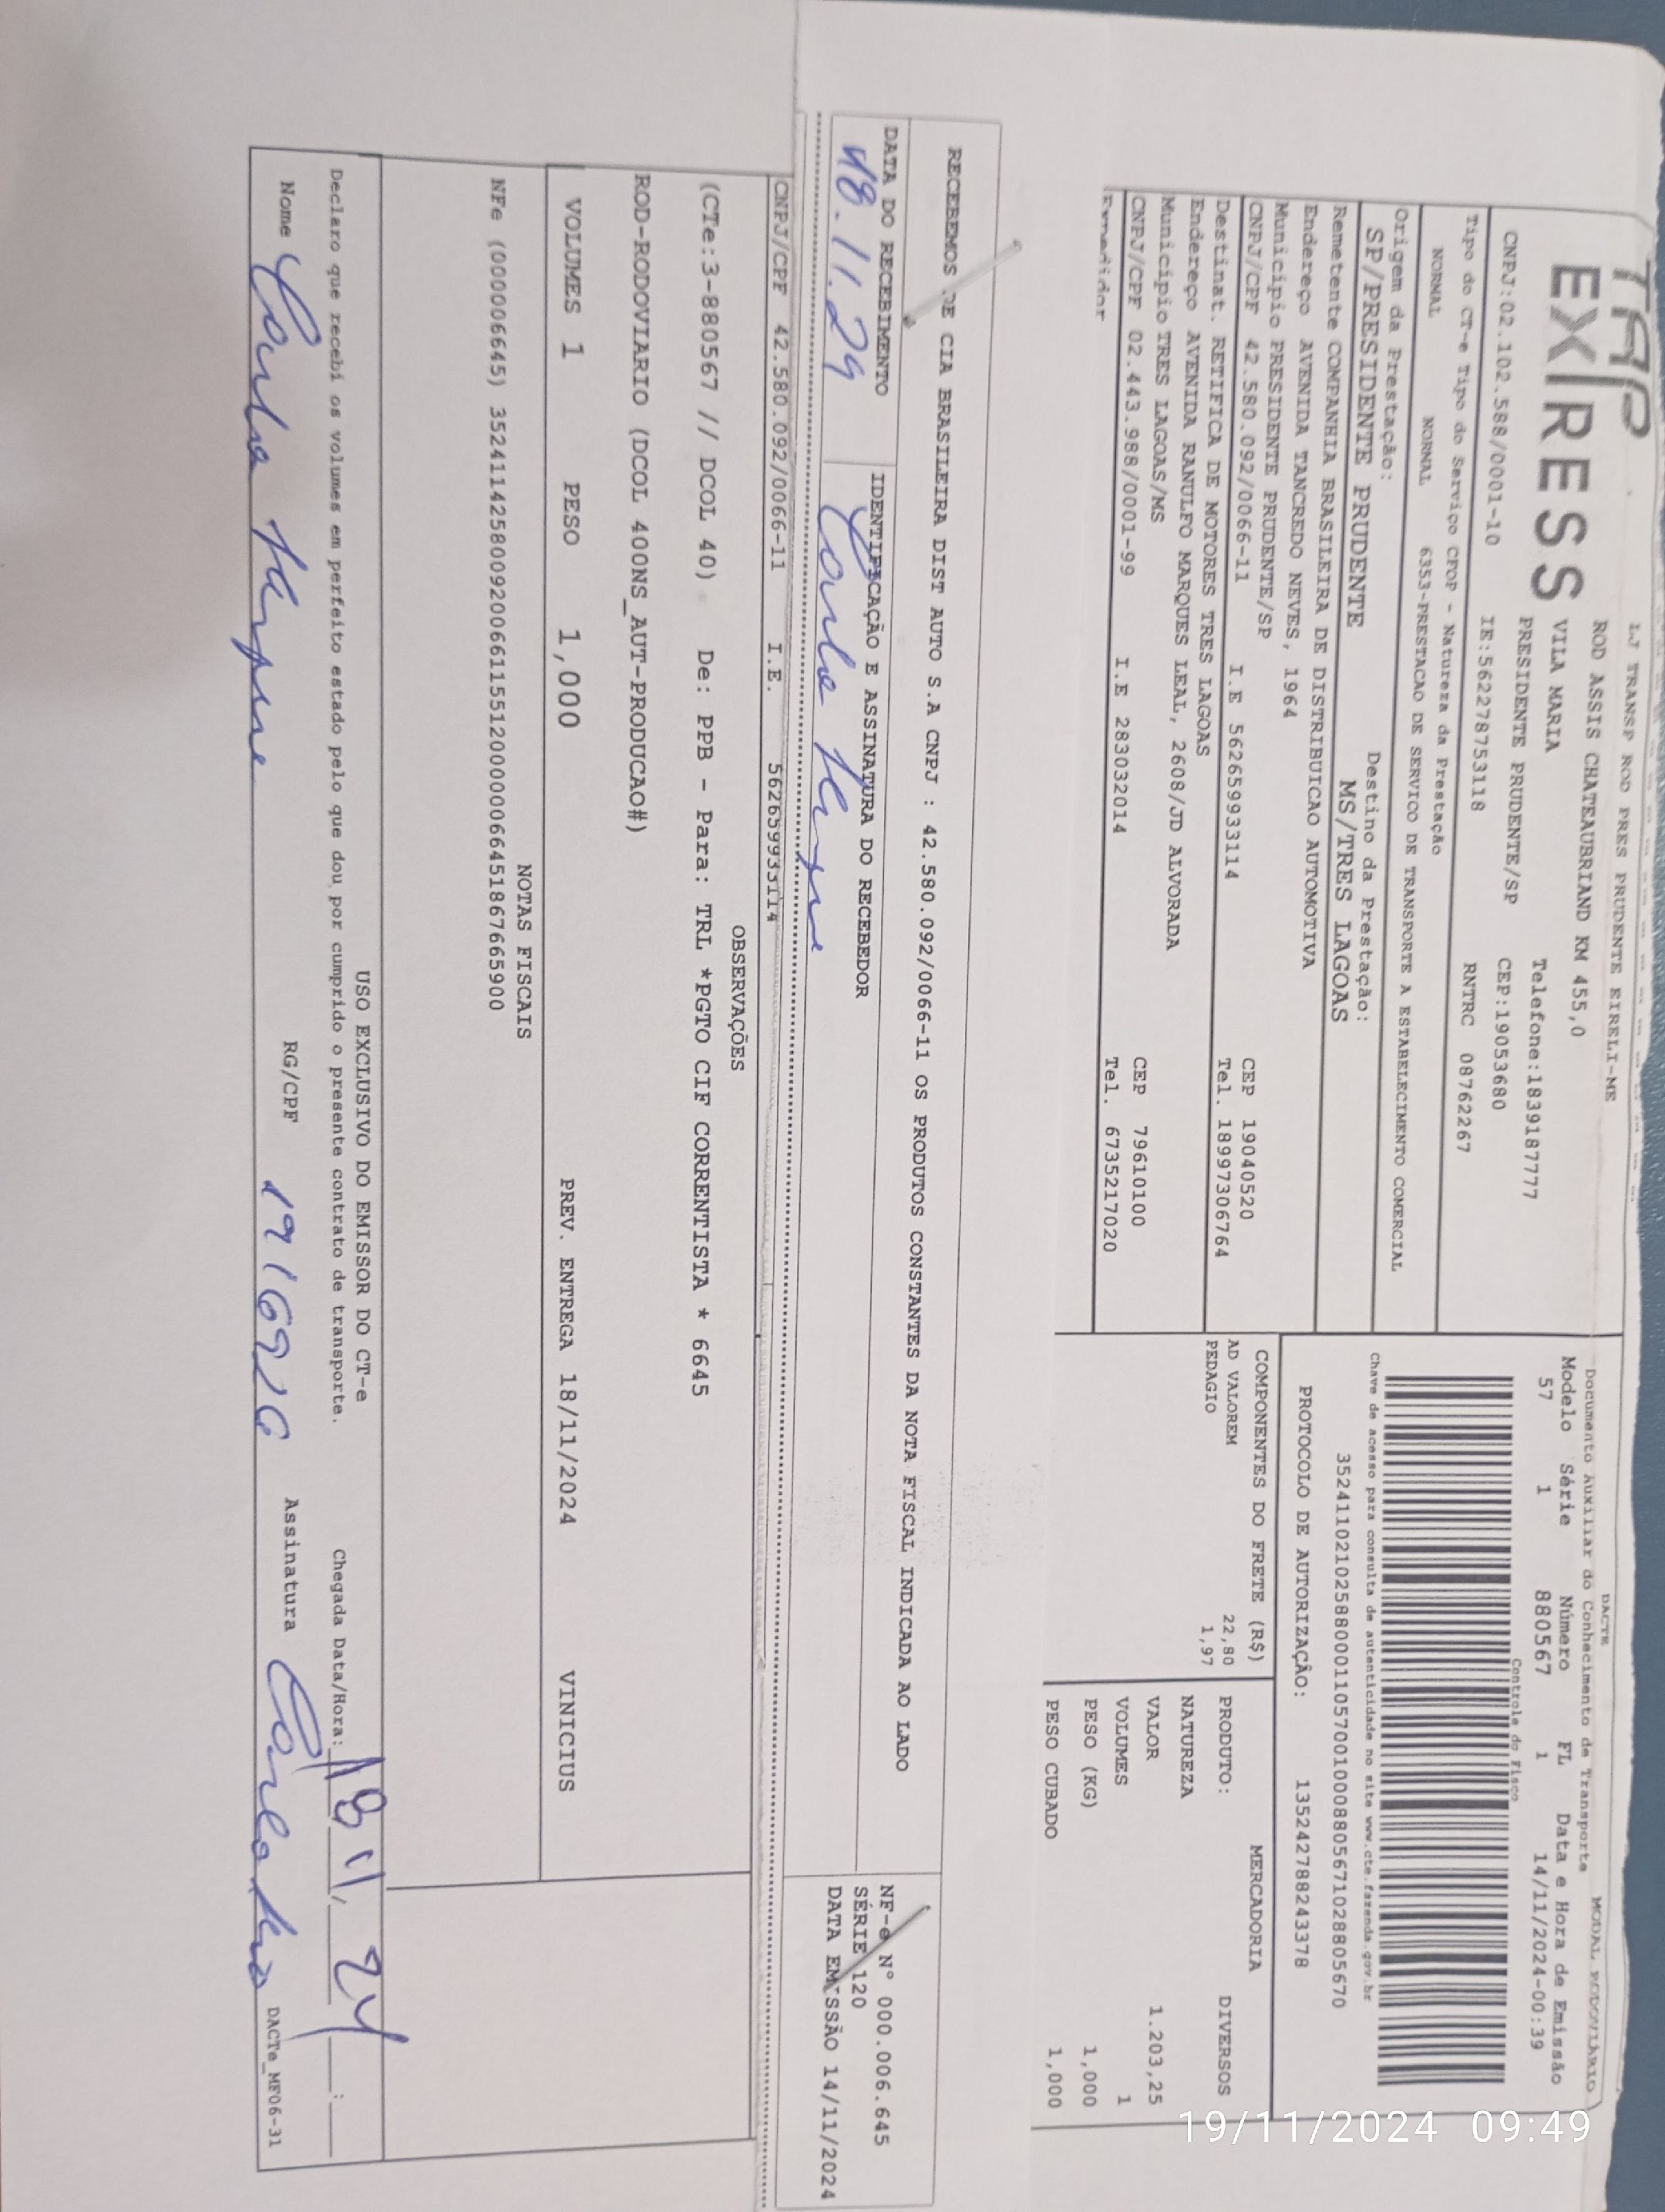 TAP
EXPRESS
LJ TRANSP ROD PRES PRUDENTE EIRELI-ME
ROD ASSIS CHATEAUBRIAND KM 455,0
VILA MARIA Telefone:1839187777
PRESIDENTE PRUDENTE/SP CEP:19053680
CNPJ:02.102.588/0001-10 IE:562278753118 RNTRC 08762267
Tipo do CT-e Tipo do Serviço CFOP - Natureza da Prestação
NORMAL NORMAL 6353-PRESTACAO DE SERVICO DE TRANSPORTE A ESTABELECIMENTO COMERCIAL
Origem da Prestação: Destino da Prestação:
SP/PRESIDENTE PRUDENTE MS/TRES LAGOAS
Remetente COMPANHIA BRASILEIRA DE DISTRIBUICAO AUTOMOTIVA
Endereço AVENIDA TANCREDO NEVES, 1964
Município PRESIDENTE PRUDENTE/SP CEP 19040520
CNPJ/CPF 42.580.092/0066-11 I.E 562659933114 Tel. 18997306764
Destinat. RETIFICA DE MOTORES TRES LAGOAS
Endereço AVENIDA RANULFO MARQUES LEAL, 2608/JD ALVORADA
Município TRES LAGOAS/MS CEP 79610100
CNPJ/CPF 02.443.988/0001-99 I.E 283032014 Tel. 6735217020
Expedidor
DACTE MODAL RODOVIÁRIO
Documento Auxiliar do Conhecimento de Transporte
Modelo Série Número FL Data e Hora de Emissão
57 1 880567 1 14/11/2024-00:39
Controle do Fisco
Chave de acesso para consulta de autenticidade no site www.cte.fazenda.gov.br
35241102102588000110570010008805671028805670
PROTOCOLO DE AUTORIZAÇÃO: 135242788243378
COMPONENTES DO FRETE (R$)
AD VALOREM 22,80
PEDAGIO 1,97
MERCADORIA
PRODUTO: DIVERSOS
NATUREZA
VALOR 1.203,25
VOLUMES 1
PESO (KG) 1,000
PESO CUBADO 1,000
RECEBEMOS DE CIA BRASILEIRA DIST AUTO S.A CNPJ : 42.580.092/0066-11 OS PRODUTOS CONSTANTES DA NOTA FISCAL INDICADA AO LADO
DATA DO RECEBIMENTO IDENTIFICAÇÃO E ASSINATURA DO RECEBEDOR
18.11.24
NF-e Nº 000.006.645
SÉRIE 120
DATA EMISSÃO 14/11/2024
CNPJ/CPF 42.580.092/0066-11 I.E. 562659933114
OBSERVAÇÕES
(CTe:3-880567 // DCOL 40) De: PPB - Para: TRL *PGTO CIF CORRENTISTA * 6645
ROD-RODOVIARIO (DCOL 400NS_AUT-PRODUCAO#)
VOLUMES 1 PESO 1,000 PREV. ENTREGA 18/11/2024 VINICIUS
NOTAS FISCAIS
NFe (000006645) 35241142580092006611551200000066451867665900
USO EXCLUSIVO DO EMISSOR DO CT-e
Declaro que recebi os volumes em perfeito estado pelo que dou por cumprido o presente contrato de transporte. Chegada Data/Hora: 18/11/24 :
Nome RG/CPF Assinatura
DACTe_MF06-31
19/11/2024 09:49